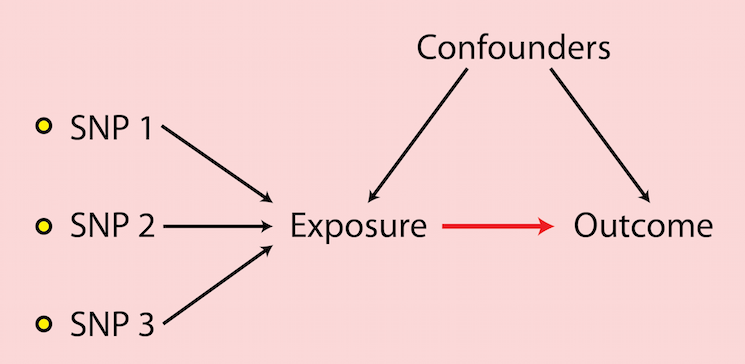 Confounders
SNP 1
SNP 2
Exposure
Outcome
SNP 3